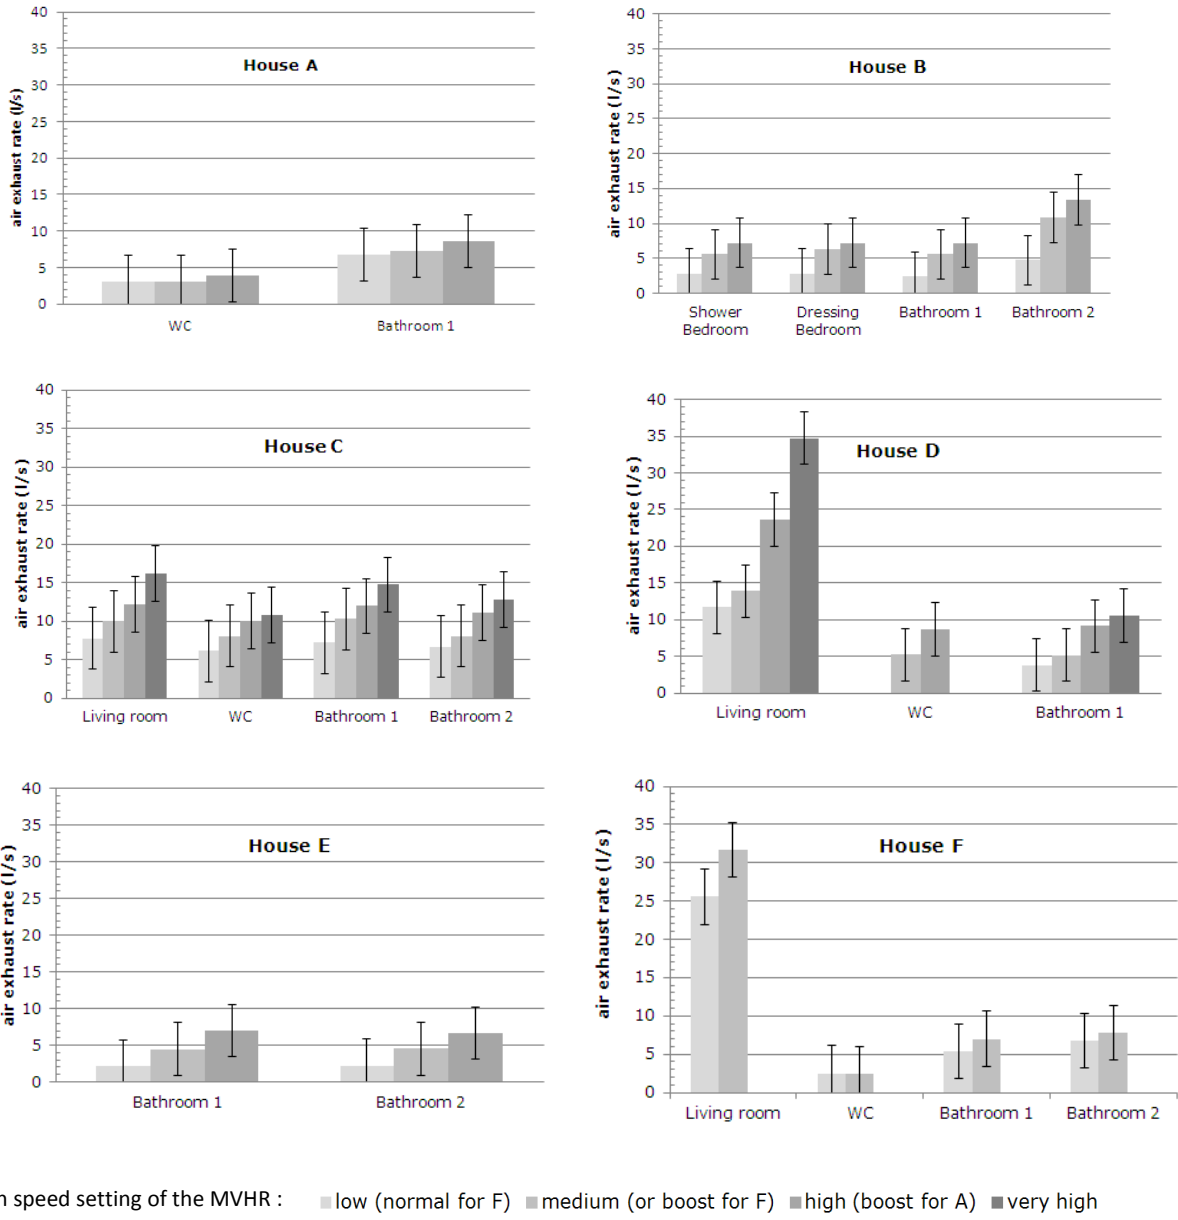 House A
air exhaust rate (l/s)
40
35
30
25
20
15
10
5
0
WC
Bathroom 1
House B
air exhaust rate (l/s)
40
35
30
25
20
15
10
5
0
Shower Bedroom
Dressing Bedroom
Bathroom 1
Bathroom 2
House C
air exhaust rate (l/s)
40
35
30
25
20
15
10
5
0
Living room
WC
Bathroom 1
Bathroom 2
House D
air exhaust rate (l/s)
40
35
30
25
20
15
10
5
0
Living room
WC
Bathroom 1
House E
air exhaust rate (l/s)
40
35
30
25
20
15
10
5
0
Bathroom 1
Bathroom 2
House F
air exhaust rate (l/s)
40
35
30
25
20
15
10
5
0
Living room
WC
Bathroom 1
Bathroom 2
n speed setting of the MVHR : low (normal for F) medium (or boost for F) high (boost for A) very high